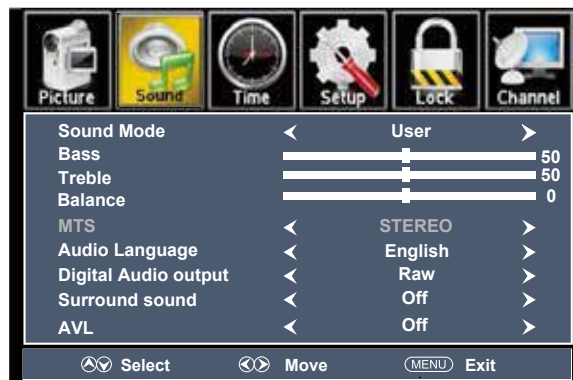 Picture Sound Time Setup Lock Channel
Sound Mode User
Bass 50
Treble 50
Balance 0
MTS STEREO
Audio Language English
Digital Audio output Raw
Surround sound Off
AVL Off
Select Move MENU Exit